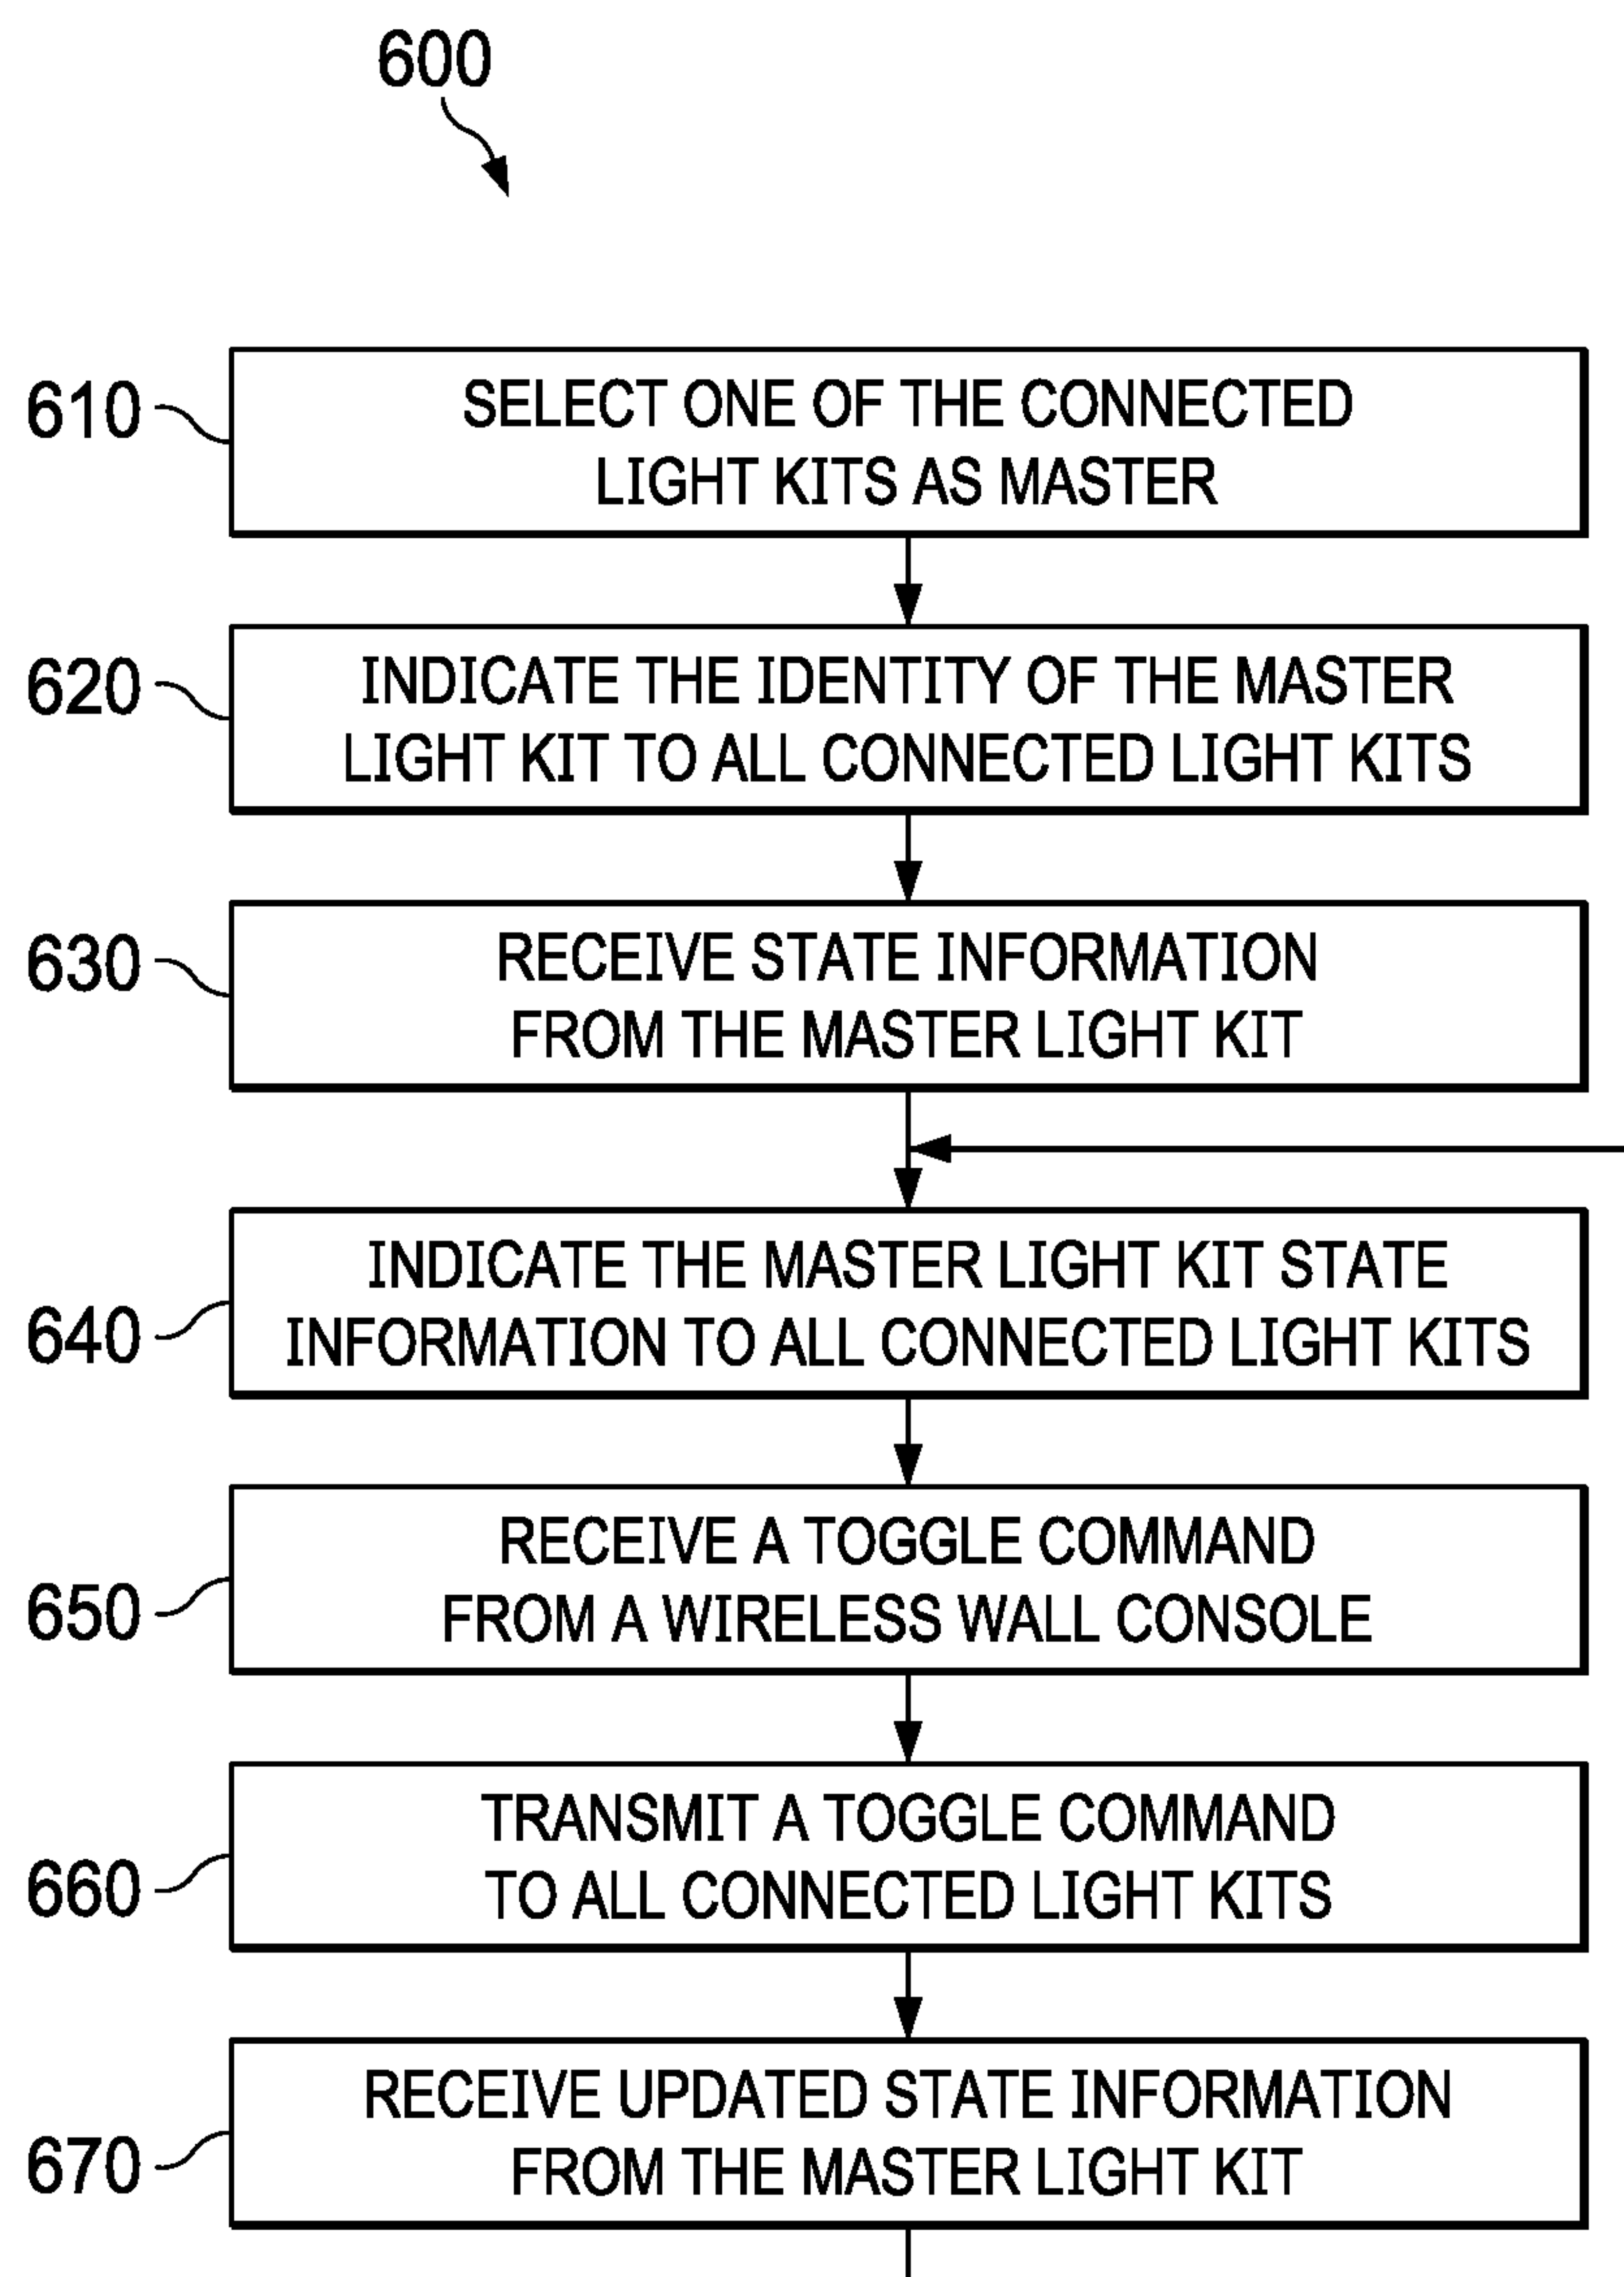 600
610
SELECT ONE OF THE CONNECTED
LIGHT KITS AS MASTER
620
INDICATE THE IDENTITY OF THE MASTER
LIGHT KIT TO ALL CONNECTED LIGHT KITS
630
RECEIVE STATE INFORMATION
FROM THE MASTER LIGHT KIT
640
INDICATE THE MASTER LIGHT KIT STATE
INFORMATION TO ALL CONNECTED LIGHT KITS
650
RECEIVE A TOGGLE COMMAND
FROM A WIRELESS WALL CONSOLE
660
TRANSMIT A TOGGLE COMMAND
TO ALL CONNECTED LIGHT KITS
670
RECEIVE UPDATED STATE INFORMATION
FROM THE MASTER LIGHT KIT